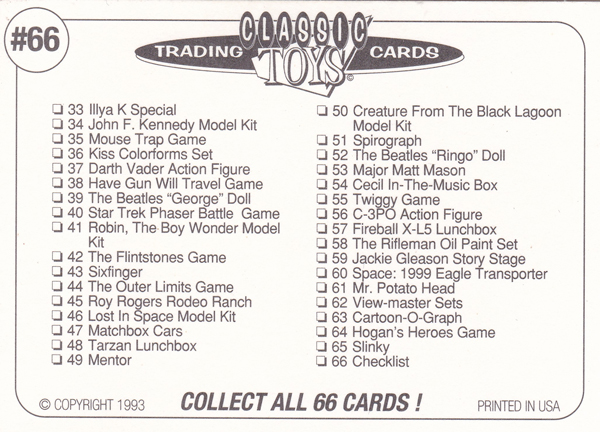 #66
CLASSIC
TRADING CARDS
TOYS©
❏ 33 Illya K Special
❏ 34 John F. Kennedy Model Kit
❏ 35 Mouse Trap Game
❏ 36 Kiss Colorforms Set
❏ 37 Darth Vader Action Figure
❏ 38 Have Gun Will Travel Game
❏ 39 The Beatles “George” Doll
❏ 40 Star Trek Phaser Battle Game
❏ 41 Robin, The Boy Wonder Model
Kit
❏ 42 The Flintstones Game
❏ 43 Sixfinger
❏ 44 The Outer Limits Game
❏ 45 Roy Rogers Rodeo Ranch
❏ 46 Lost In Space Model Kit
❏ 47 Matchbox Cars
❏ 48 Tarzan Lunchbox
❏ 49 Mentor
❏ 50 Creature From The Black Lagoon
Model Kit
❏ 51 Spirograph
❏ 52 The Beatles “Ringo” Doll
❏ 53 Major Matt Mason
❏ 54 Cecil In-The-Music Box
❏ 55 Twiggy Game
❏ 56 C-3PO Action Figure
❏ 57 Fireball X-L5 Lunchbox
❏ 58 The Rifleman Oil Paint Set
❏ 59 Jackie Gleason Story Stage
❏ 60 Space: 1999 Eagle Transporter
❏ 61 Mr. Potato Head
❏ 62 View-master Sets
❏ 63 Cartoon-O-Graph
❏ 64 Hogan’s Heroes Game
❏ 65 Slinky
❏ 66 Checklist
© COPYRIGHT 1993
COLLECT ALL 66 CARDS !
PRINTED IN USA